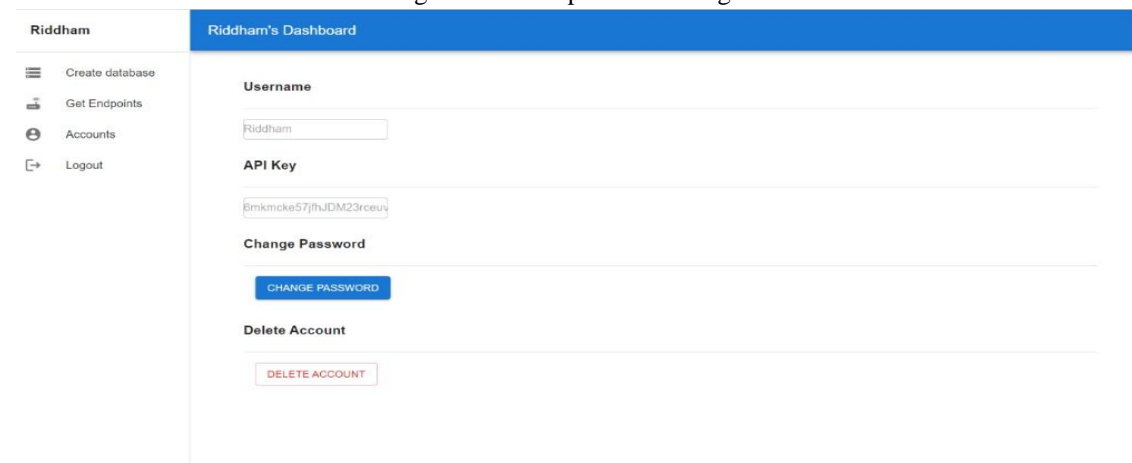 Riddham
Riddham's Dashboard
Create database
Get Endpoints
Accounts
Logout
Username
Riddham
API Key
6mkmcke57jfhJDM23rceuv
Change Password
CHANGE PASSWORD
Delete Account
DELETE ACCOUNT